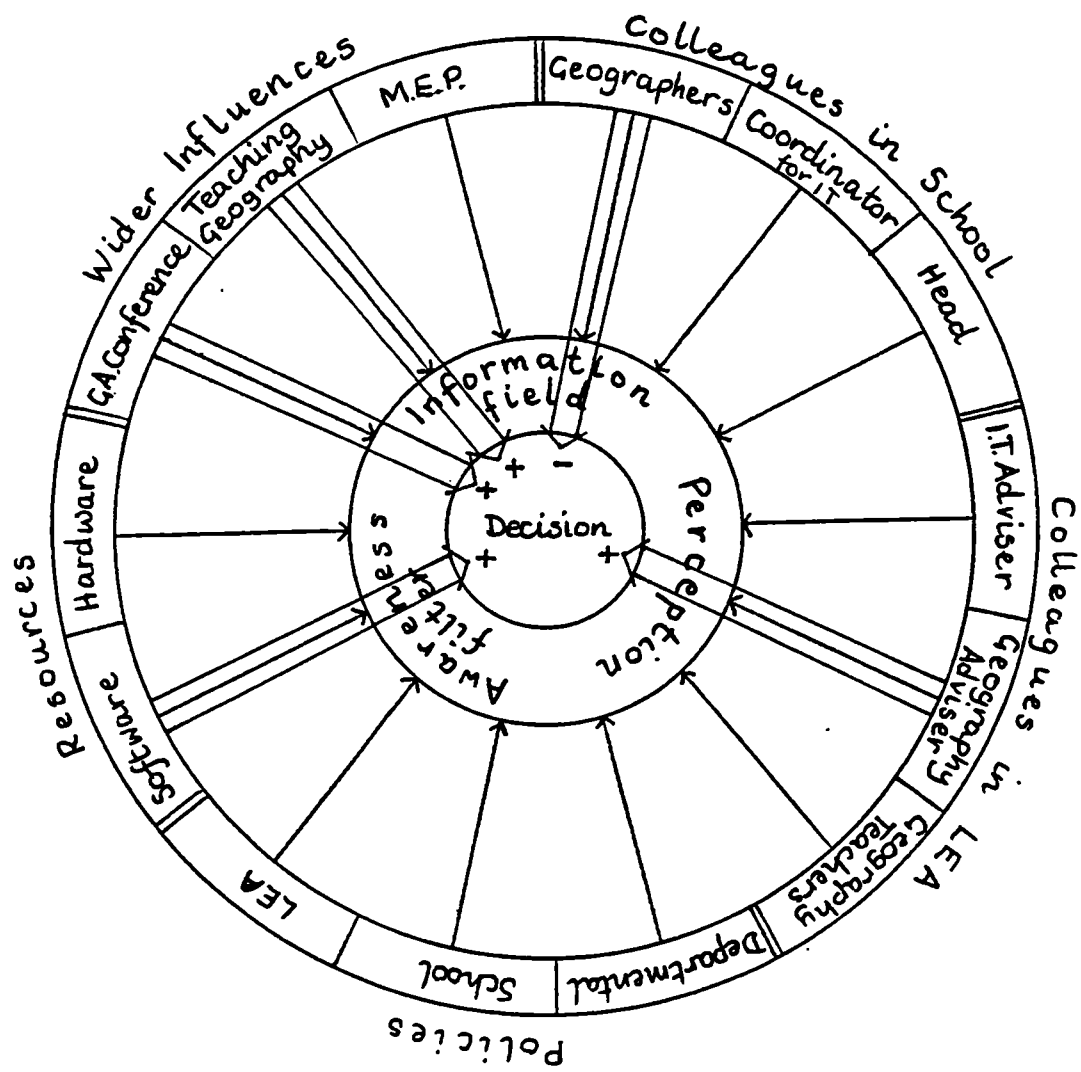 Wider Influences
Colleagues in School
Colleagues in LEA
Policies
Resources
M.E.P.
Geographers
Coordinator
for IT
Head
I.T. Adviser
Geography
Adviser
Geography
Teachers
Departmental
School
LEA
Software
Hardware
G.A. Conference
Teaching
Geography
Information
field
Perception
Awareness
filter
Decision
+
-
+
+
+